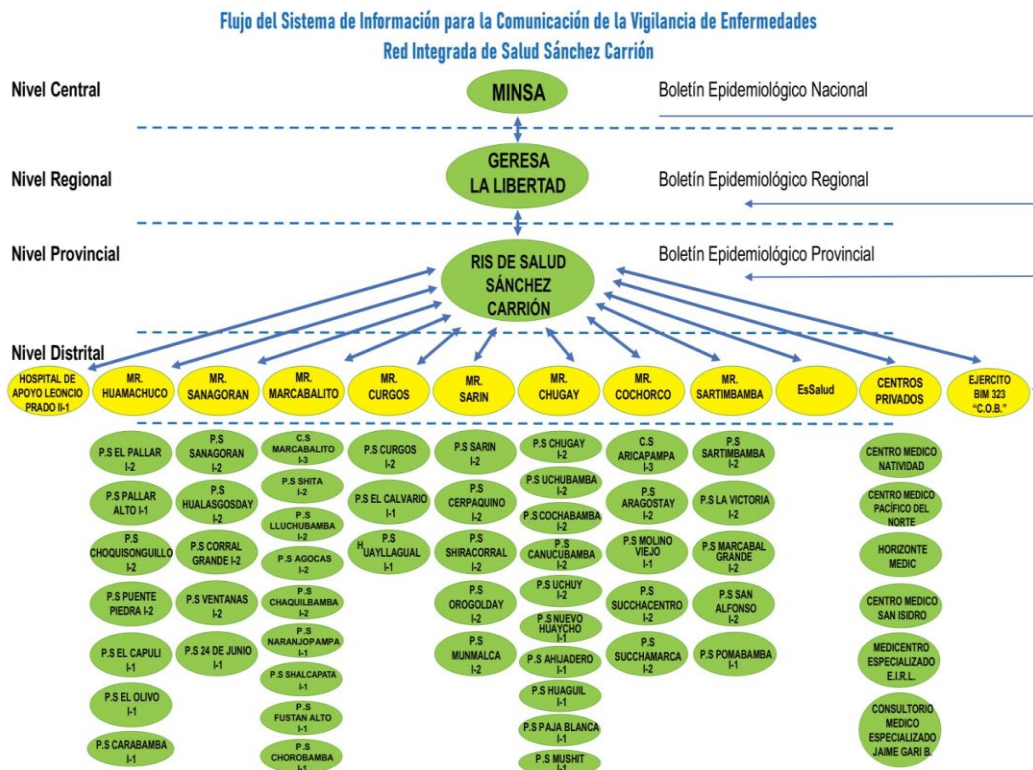 Flujo del Sistema de Información para la Comunicación de la Vigilancia de Enfermedades
Red Integrada de Salud Sánchez Carrión
Nivel Central
MINSA
Boletín Epidemiológico Nacional
Nivel Regional
GERESA
LA LIBERTAD
Boletín Epidemiológico Regional
Nivel Provincial
RIS DE SALUD
SÁNCHEZ
CARRIÓN
Boletín Epidemiológico Provincial
Nivel Distrital
HOSPITAL DE
APOYO LEONCIO
PRADO II-1
MR.
HUAMACHUCO
MR.
SANAGORAN
MR.
MARCABALITO
MR.
CURGOS
MR.
SARIN
MR.
CHUGAY
MR.
COCHORCO
MR.
SARTIMBAMBA
EsSalud
CENTROS
PRIVADOS
EJERCITO
BIM 323
“C.O.B.”
P.S EL PALLAR
I-2
P.S PALLAR
ALTO I-1
P.S
CHOQUISONGUILLO
I-2
P.S PUENTE
PIEDRA I-2
P.S EL CAPULI
I-1
P.S EL OLIVO
I-1
P.S CARABAMBA
I-1
P.S
SANAGORAN
I-2
P.S
HUALASGOSDAY
I-2
P.S CORRAL
GRANDE I-2
P.S VENTANAS
I-2
P.S 24 DE JUNIO
I-1
C.S
MARCABALITO
I-3
P.S SHITA
I-2
P.S
LLUCHUBAMBA
I-2
P.S AGOCAS
I-2
P.S
CHAQUILBAMBA
I-2
P.S
NARANJOPAMPA
I-1
P.S SHALCAPATA
I-1
P.S
FUSTAN ALTO
I-1
P.S
CHOROBAMBA
I-1
P.S CURGOS
I-2
P.S EL CALVARIO
I-1
P.S
HUAYLLAGUAL
I-1
P.S SARIN
I-2
P.S
CERPAQUINO
I-2
P.S
SHIRACORRAL
I-2
P.S
OROGOLDAY
I-2
P.S
MUNMALCA
I-2
P.S CHUGAY
I-2
P.S UCHUBAMBA
I-2
P.S COCHABAMBA
I-2
P.S
CANUCUBAMBA
I-2
P.S UCHUY
I-2
P.S NUEVO
HUAYCHO
I-1
P.S AHIJADERO
I-1
P.S HUAGUIL
I-1
P.S PAJA BLANCA
I-1
P.S MUSHIT
I-1
C.S
ARICAPAMPA
I-3
P.S
ARAGOSTAY
I-2
P.S MOLINO
VIEJO
I-1
P.S
SUCCHACENTRO
I-2
P.S
SUCCHAMARCA
I-2
P.S
SARTIMBAMBA
I-2
P.S LA VICTORIA
I-2
P.S MARCABAL
GRANDE
I-2
P.S SAN
ALFONSO
I-2
P.S POMABAMBA
I-1
CENTRO MEDICO
NATIVIDAD
CENTRO MEDICO
PACÍFICO DEL
NORTE
HORIZONTE
MEDIC
CENTRO MEDICO
SAN ISIDRO
MEDICENTRO
ESPECIALIZADO
E.I.R.L.
CONSULTORIO
MEDICO
ESPECIALIZADO
JAIME GARI B.